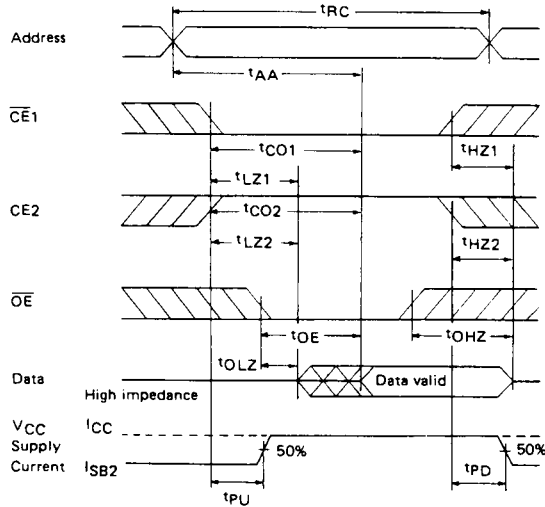 tRC
Address
tAA
CE1
tCO1
tHZ1
tLZ1
CE2
tCO2
tLZ2
tHZ2
OE
tOE
tOHZ
tOLZ
Data
Data valid
High impedance
VCC ICC
Supply
50%
50%
Current ISB2
tPU
tPD